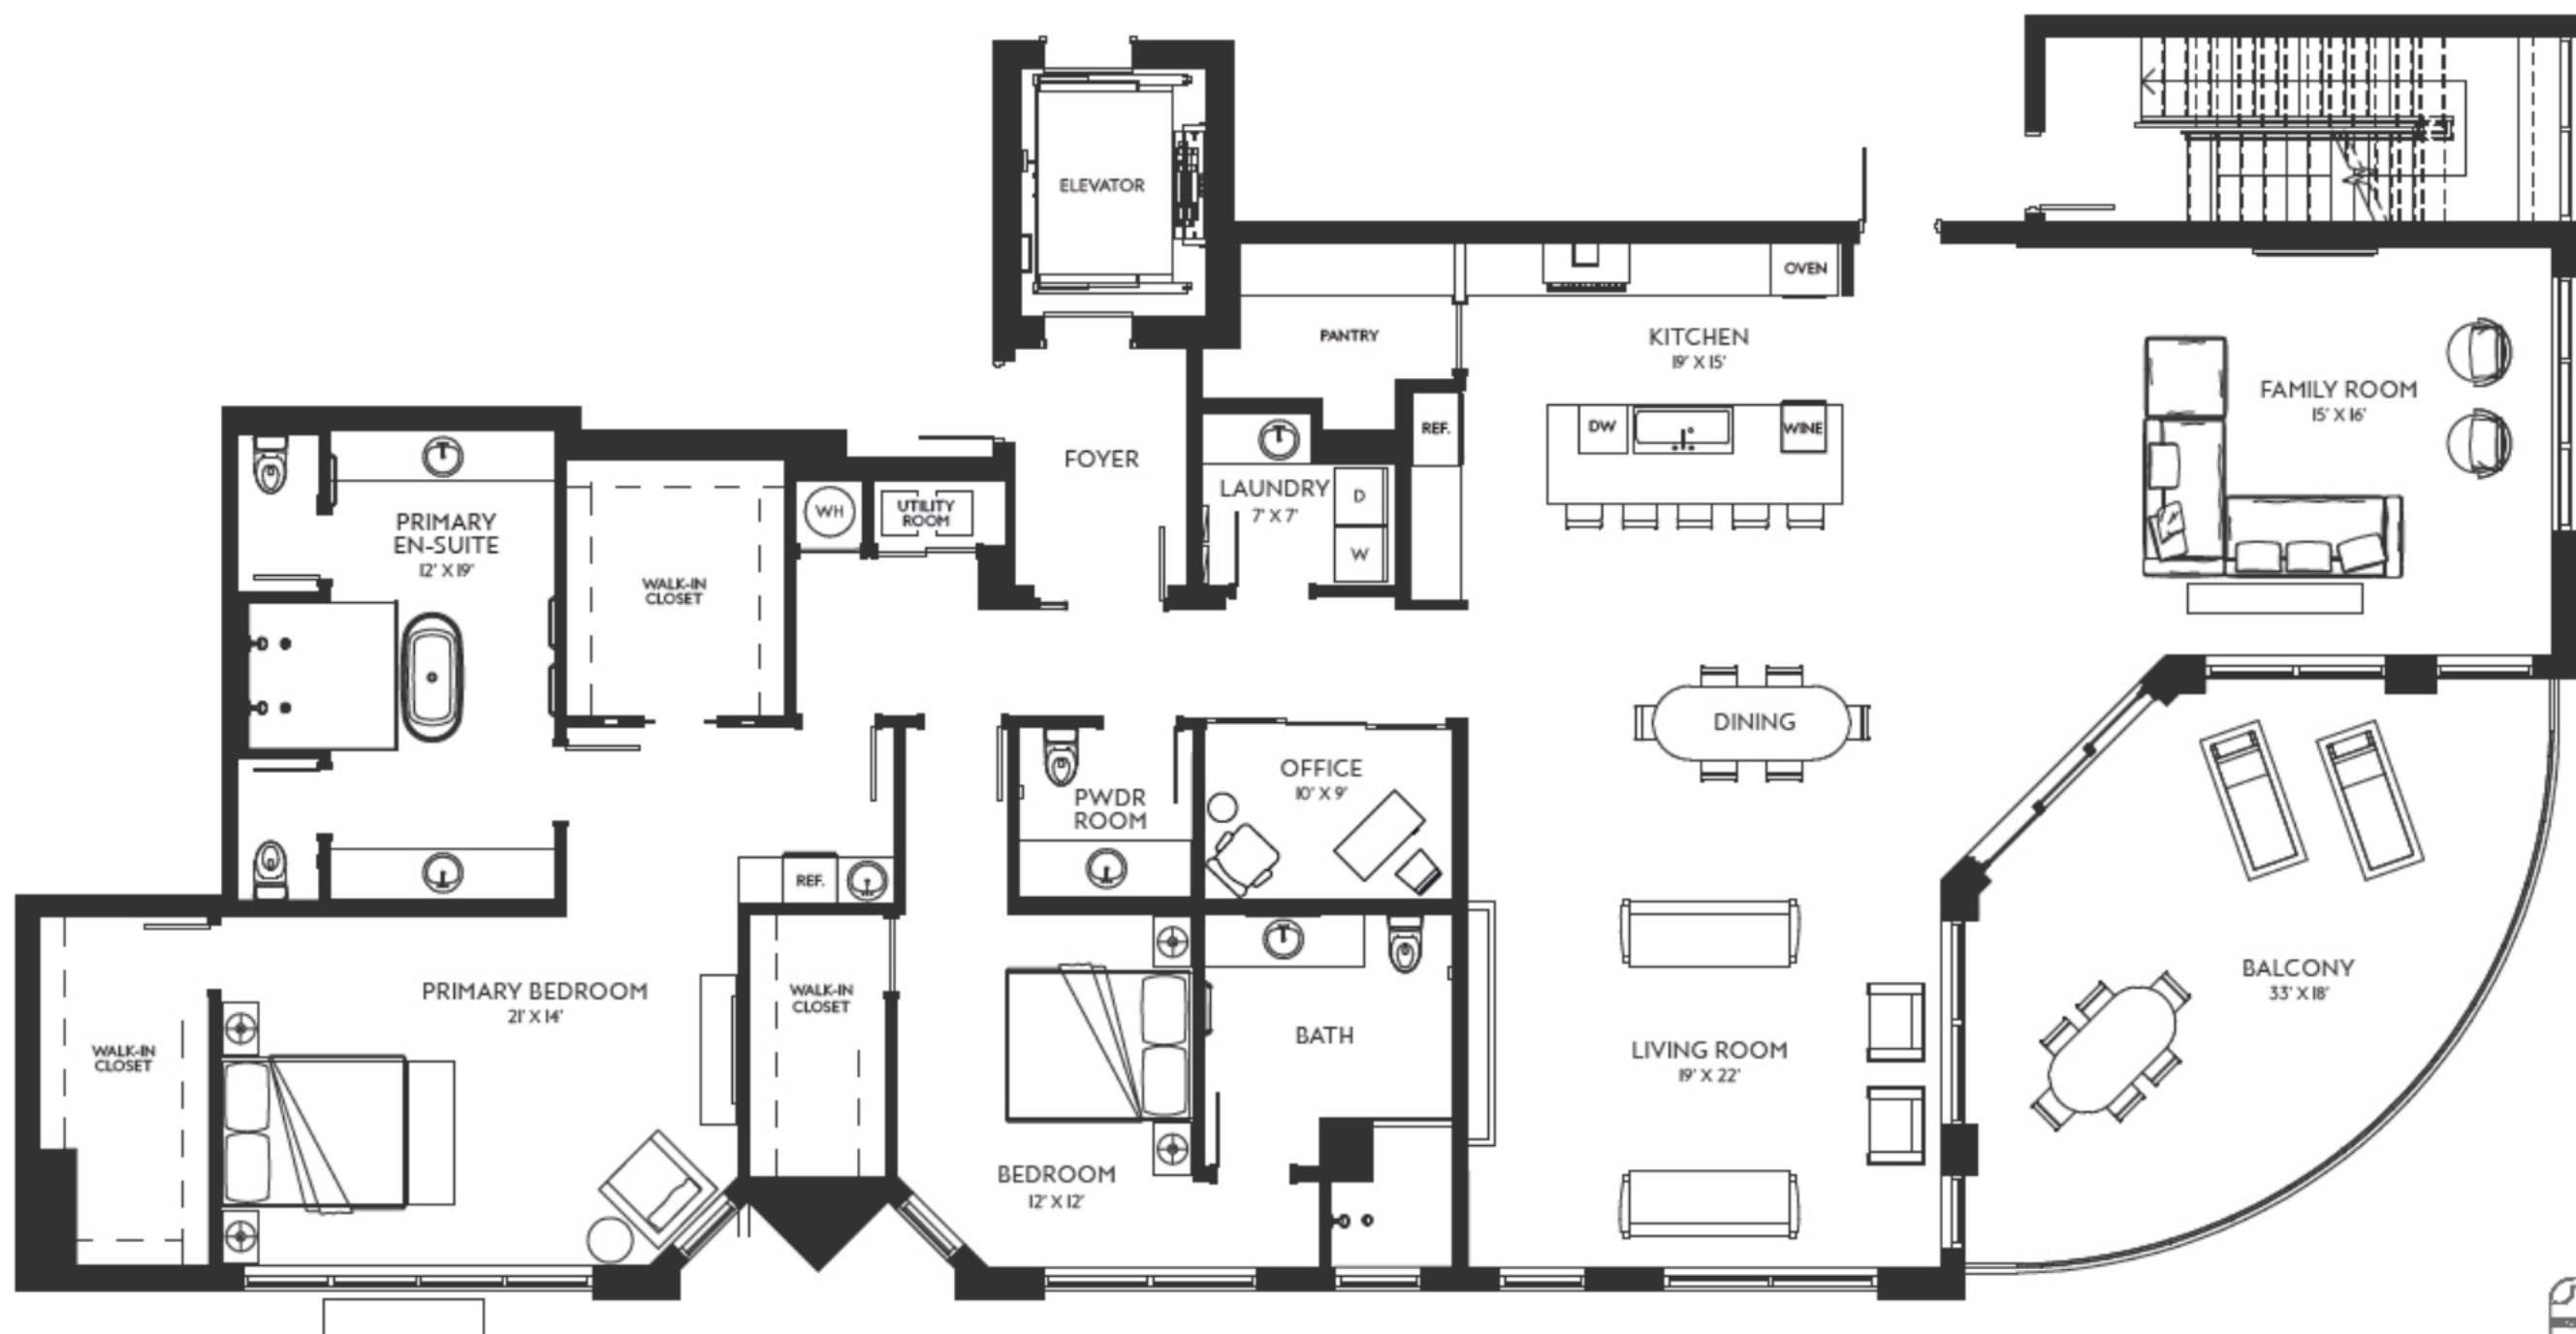 ELEVATOR
OVEN
PANTRY
KITCHEN
19' X 15'
FAMILY ROOM
15' X 16'
REF.
DW
WINE
FOYER
LAUNDRY
7' X 7'
D
W
WH
UTILITY
ROOM
PRIMARY
EN-SUITE
12' X 19'
WALK-IN
CLOSET
DINING
OFFICE
10' X 9'
PWDR
ROOM
REF.
BALCONY
33' X 18'
PRIMARY BEDROOM
21' X 14'
WALK-IN
CLOSET
WALK-IN
CLOSET
BATH
LIVING ROOM
19' X 22'
BEDROOM
12' X 12'